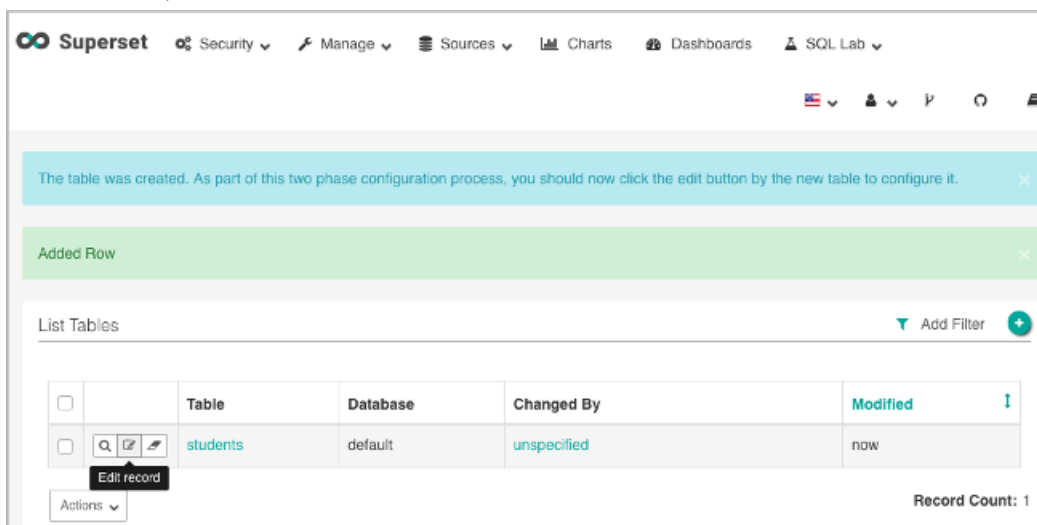 Superset Security Manage Sources Charts Dashboards SQL Lab
The table was created. As part of this two phase configuration process, you should now click the edit button by the new table to configure it.
Added Row
List Tables Add Filter
Table Database Changed By Modified
students default unspecified now
Edit record
Actions Record Count: 1